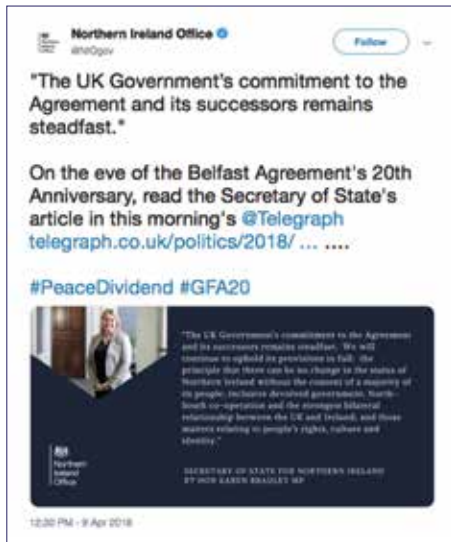 Northern Ireland Office
@NIOgov
Follow
"The UK Government's commitment to the
Agreement and its successors remains
steadfast."
On the eve of the Belfast Agreement's 20th
Anniversary, read the Secretary of State's
article in this morning's @Telegraph
telegraph.co.uk/politics/2018/ ... ....
#PeaceDividend #GFA20
"The UK Government's commitment to the Agreement
and its successors remains steadfast. We will
continue to uphold its provisions in full: the
principle that there can be no change to the status of
Northern Ireland without the consent of a majority of
its people, inclusive devolved government, North-
South co-operation and the strongest bilateral
relationship between the UK and Ireland; and those
matters relating to people's rights, culture and
identity."
Northern
Ireland
Office
SECRETARY OF STATE FOR NORTHERN IRELAND
RT HON KAREN BRADLEY MP
12:30 PM - 9 Apr 2018